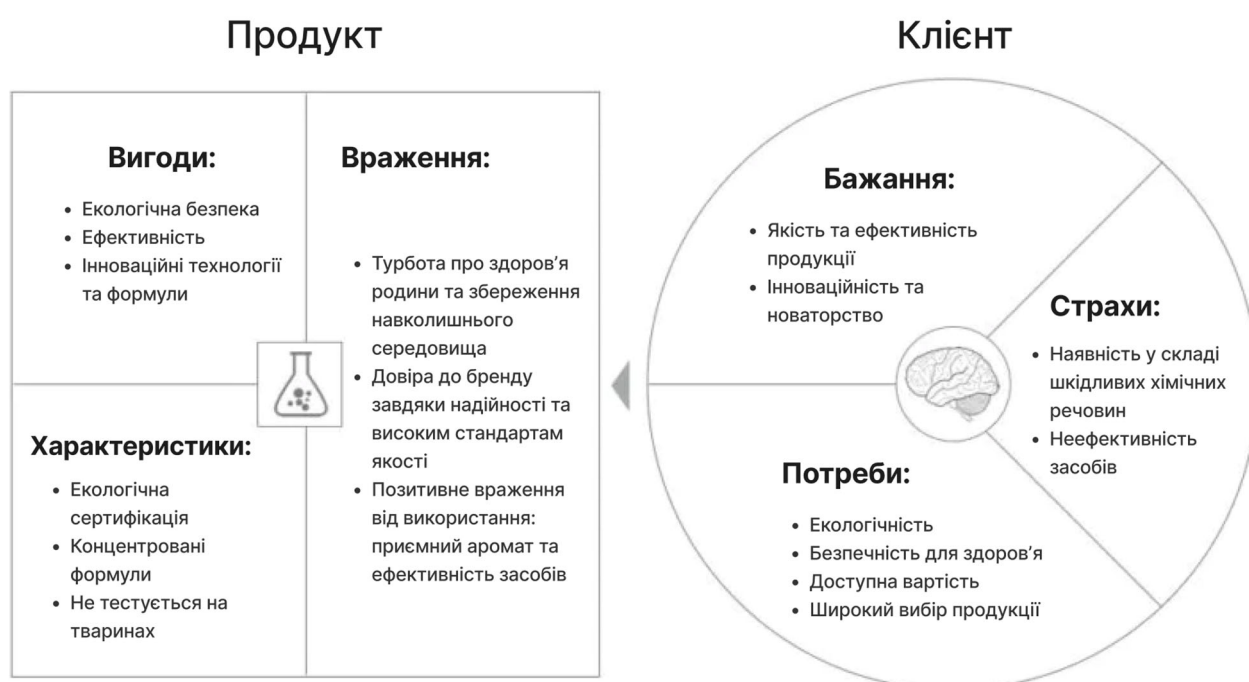 Продукт
Вигоди:
• Екологічна безпека
• Ефективність
• Інноваційні технології
та формули
Враження:
• Турбота про здоров’я
родини та збереження
навколишнього
середовища
• Довіра до бренду
завдяки надійності та
високим стандартам
якості
• Позитивне враження
від використання:
приємний аромат та
ефективність засобів
Характеристики:
• Екологічна
сертифікація
• Концентровані
формули
• Не тестується на
тваринах
Клієнт
Бажання:
• Якість та ефективність
продукції
• Інноваційність та
новаторство
Страхи:
• Наявність у складі
шкідливих хімічних
речовин
• Неефективність
засобів
Потреби:
• Екологічність
• Безпечність для здоров’я
• Доступна вартість
• Широкий вибір продукції